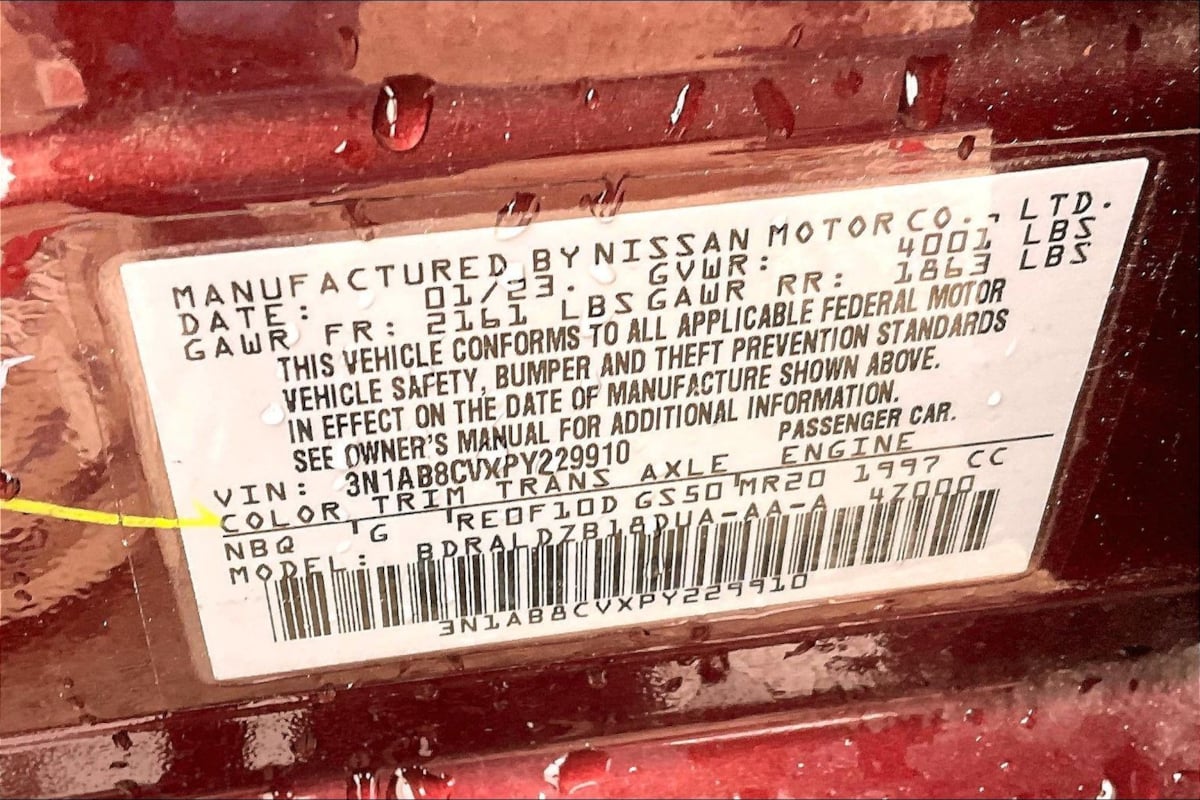 MANUFACTURED BY NISSAN MOTOR CO., LTD.
DATE: 01/23. GVWR: 4001 LBS
GAWR FR: 2161 LBS GAWR RR: 1863 LBS
THIS VEHICLE CONFORMS TO ALL APPLICABLE FEDERAL MOTOR
VEHICLE SAFETY, BUMPER AND THEFT PREVENTION STANDARDS
IN EFFECT ON THE DATE OF MANUFACTURE SHOWN ABOVE.
SEE OWNER'S MANUAL FOR ADDITIONAL INFORMATION.
VIN: 3N1AB8CVXPY229910 PASSENGER CAR.
COLOR TRIM TRANS AXLE ENGINE
NBQ G RE0F10D GS50 MR20 1997 CC
MODEL: BDRALDZB18DUA-AA-A 47000
3N1AB8CVXPY229910